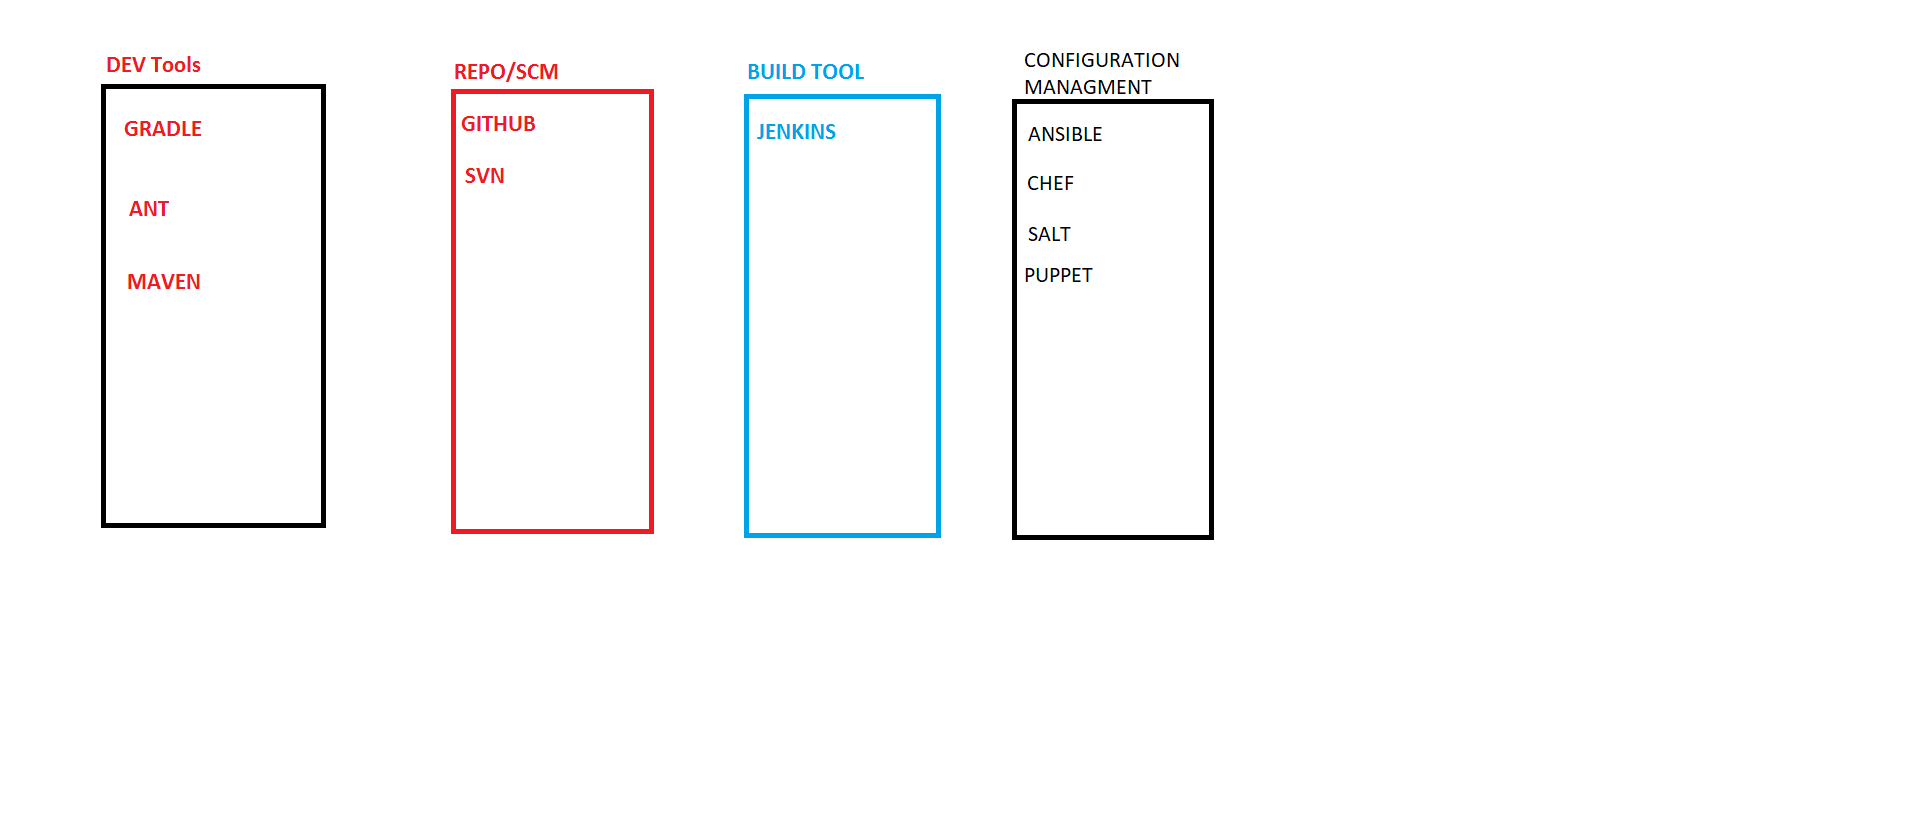 DEV Tools
GRADLE
ANT
MAVEN
REPO/SCM
GITHUB
SVN
BUILD TOOL
JENKINS
CONFIGURATION
MANAGMENT
ANSIBLE
CHEF
SALT
PUPPET